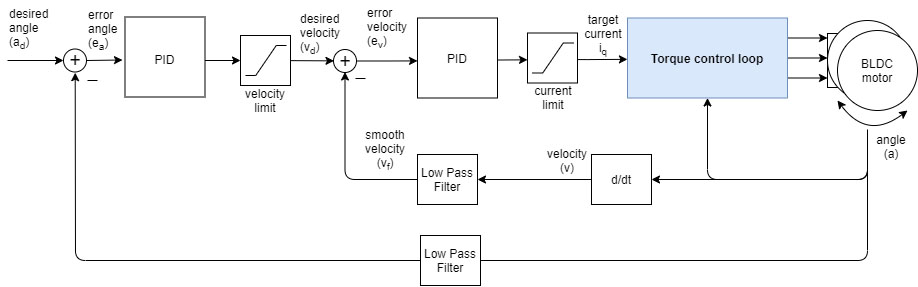 desired
angle
(a_d)
error
angle
(e_a)
+
−
PID
velocity
limit
desired
velocity
(v_d)
error
velocity
(e_v)
+
−
PID
current
limit
target
current
i_q
Torque control loop
BLDC
motor
angle
(a)
smooth
velocity
(v_f)
Low Pass
Filter
velocity
(v)
d/dt
Low Pass
Filter